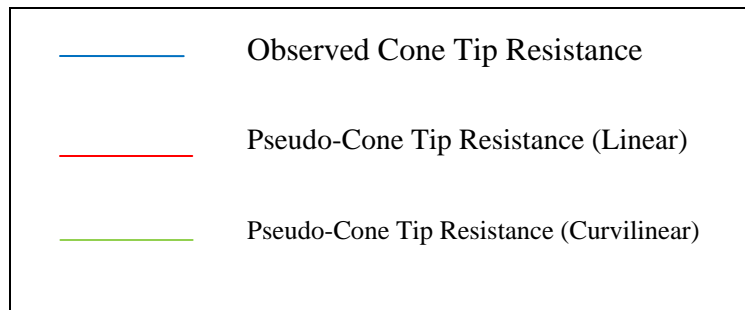 Observed Cone Tip Resistance
Pseudo-Cone Tip Resistance (Linear)
Pseudo-Cone Tip Resistance (Curvilinear)